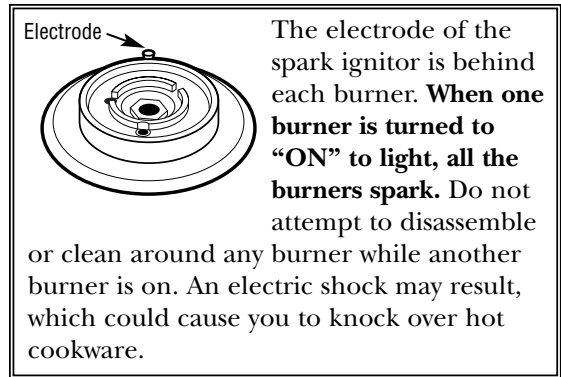 Electrode
The electrode of the
spark ignitor is behind
each burner. When one
burner is turned to
“ON” to light, all the
burners spark. Do not
attempt to disassemble
or clean around any burner while another
burner is on. An electric shock may result,
which could cause you to knock over hot
cookware.